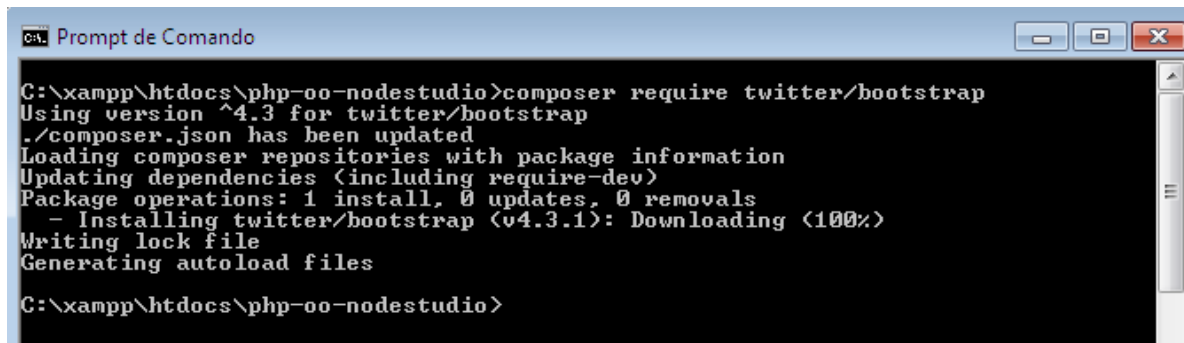 Prompt de Comando
C:\xampp\htdocs\php-oo-nodestudio>composer require twitter/bootstrap
Using version ^4.3 for twitter/bootstrap
./composer.json has been updated
Loading composer repositories with package information
Updating dependencies (including require-dev)
Package operations: 1 install, 0 updates, 0 removals
  - Installing twitter/bootstrap (v4.3.1): Downloading (100%)
Writing lock file
Generating autoload files
C:\xampp\htdocs\php-oo-nodestudio>